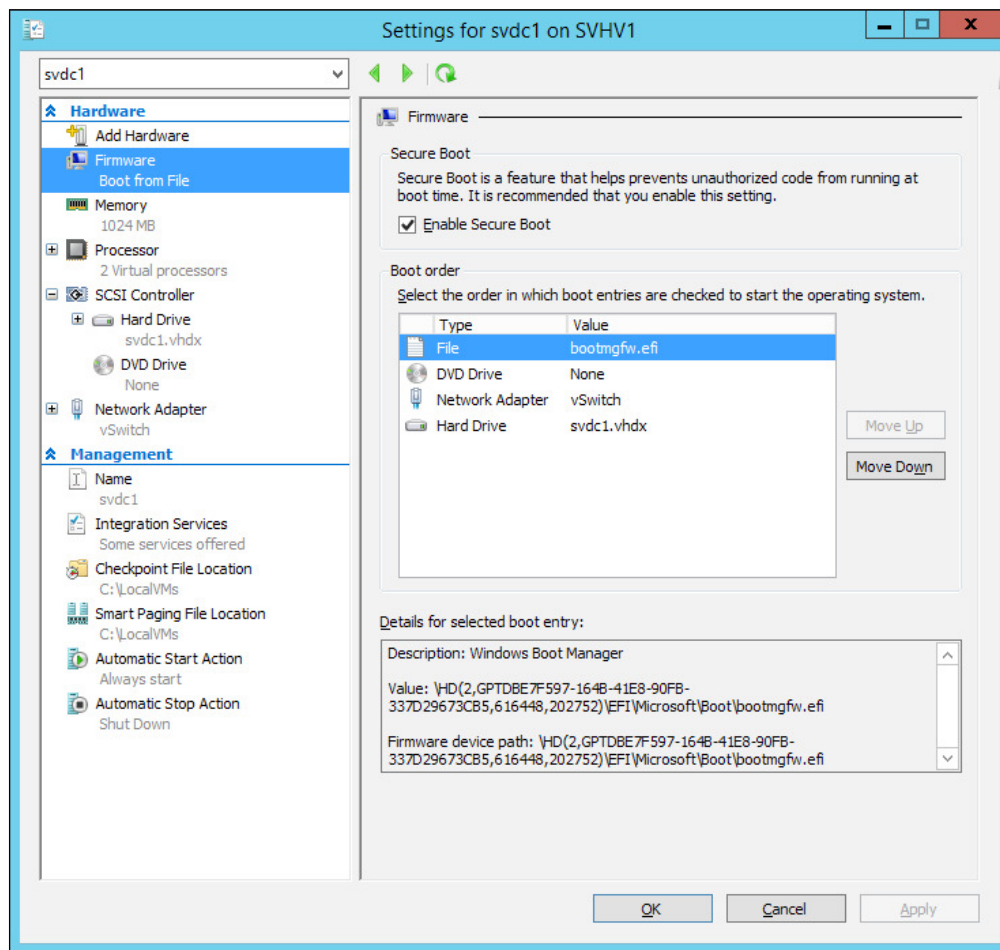 Settings for svdc1 on SVHV1
svdc1
Hardware
Add Hardware
Firmware
Boot from File
Memory
1024 MB
Processor
2 Virtual processors
SCSI Controller
Hard Drive
svdc1.vhdx
DVD Drive
None
Network Adapter
vSwitch
Management
Name
svdc1
Integration Services
Some services offered
Checkpoint File Location
C:\LocalVMs
Smart Paging File Location
C:\LocalVMs
Automatic Start Action
Always start
Automatic Stop Action
Shut Down
Firmware
Secure Boot
Secure Boot is a feature that helps prevents unauthorized code from running at
boot time. It is recommended that you enable this setting.
Enable Secure Boot
Boot order
Select the order in which boot entries are checked to start the operating system.
Type Value
File bootmgfw.efi
DVD Drive None
Network Adapter vSwitch
Hard Drive svdc1.vhdx
Move Up
Move Down
Details for selected boot entry:
Description: Windows Boot Manager
Value: \HD(2,GPTDBE7F597-164B-41E8-90FB-
337D29673CB5,616448,202752)\EFI\Microsoft\Boot\bootmgfw.efi
Firmware device path: \HD(2,GPTDBE7F597-164B-41E8-90FB-
337D29673CB5,616448,202752)\EFI\Microsoft\Boot\bootmgfw.efi
OK Cancel Apply